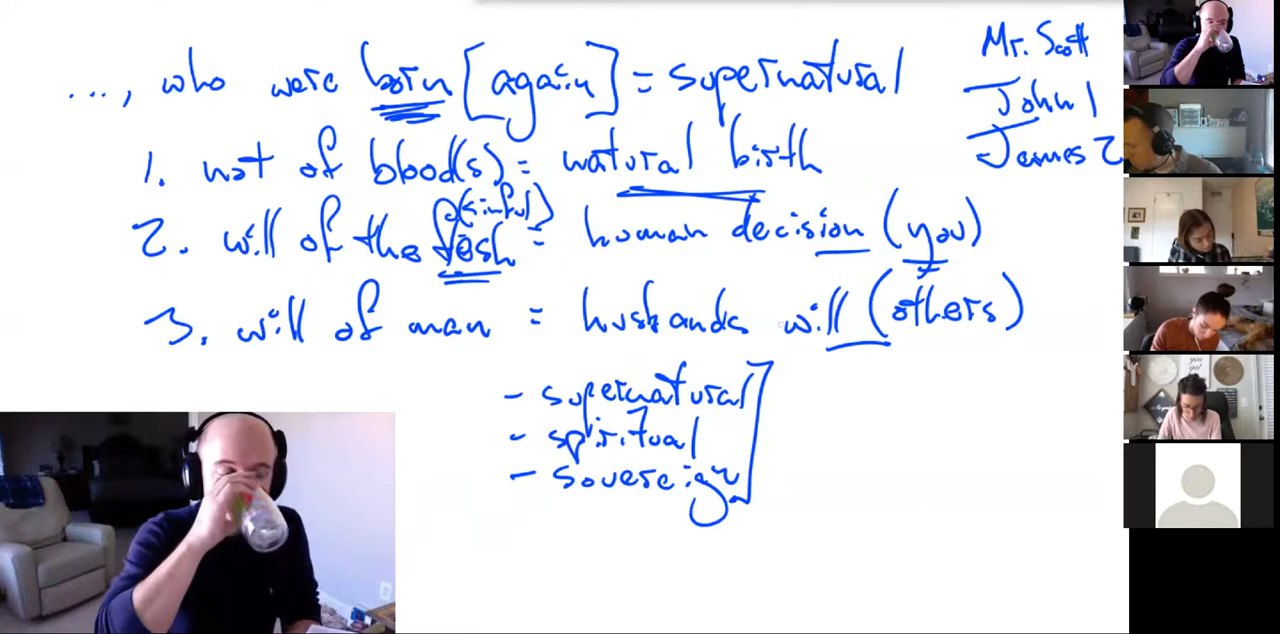 ..., who were born [again] = supernatural
1. not of blood(s) = natural birth
(sinful)
2. will of the flesh = human decision (you)
3. will of man = husbands will (others)
- supernatural]
- spiritual
- sovereign
Mr. Scott
John 1
James 2